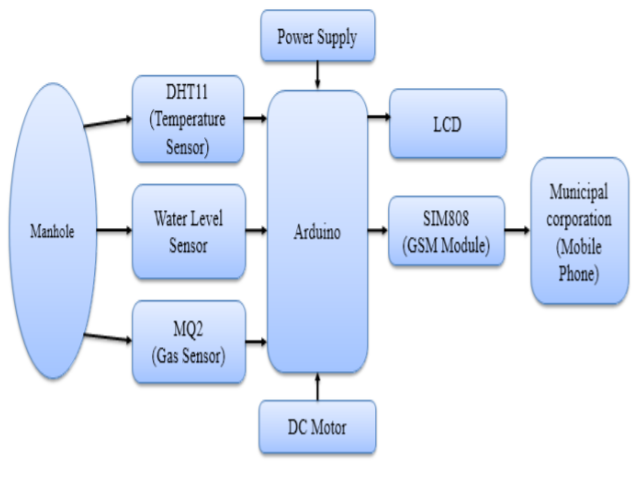 Power Supply
DHT11
(Temperature
Sensor)
LCD
Manhole
Water Level
Sensor
Arduino
SIM808
(GSM Module)
Municipal
corporation
(Mobile
Phone)
MQ2
(Gas Sensor)
DC Motor